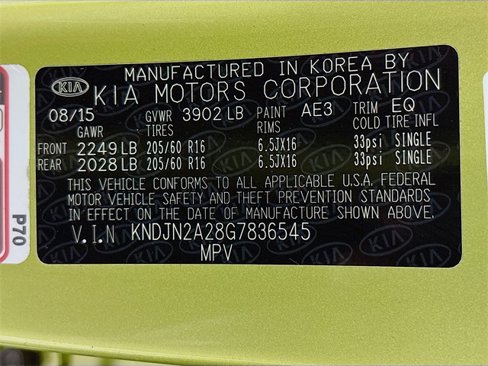 MANUFACTURED IN KOREA BY
KIA KIA MOTORS CORPORATION
08/15 GVWR 3902 LB PAINT AE3 TRIM EQ
GAWR TIRES RIMS COLD TIRE INFL
FRONT 2249 LB 205/60 R16 6.5JX16 33psi SINGLE
REAR 2028 LB 205/60 R16 6.5JX16 33psi SINGLE
THIS VEHICLE CONFORMS TO ALL APPLICABLE U.S.A. FEDERAL
MOTOR VEHICLE SAFETY AND THEFT PREVENTION STANDARDS
IN EFFECT ON THE DATE OF MANUFACTURE SHOWN ABOVE.
V.I.N KNDJN2A28G7836545
MPV
P70